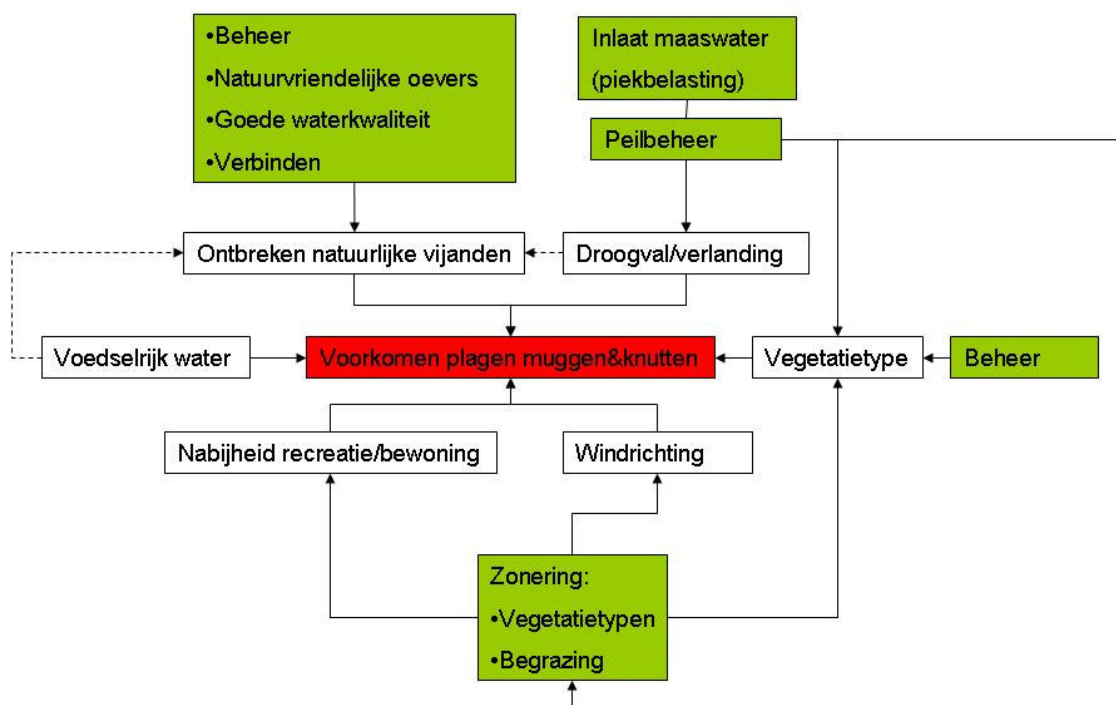 •Beheer
•Natuurvriendelijke oevers
•Goede waterkwaliteit
•Verbinden
Inlaat maaswater
(piekbelasting)
Peilbeheer
Ontbreken natuurlijke vijanden
Droogval/verlanding
Voedselrijk water
Voorkomen plagen muggen&knutten
Vegetatietype
Beheer
Nabijheid recreatie/bewoning
Windrichting
Zonering:
•Vegetatietypen
•Begrazing